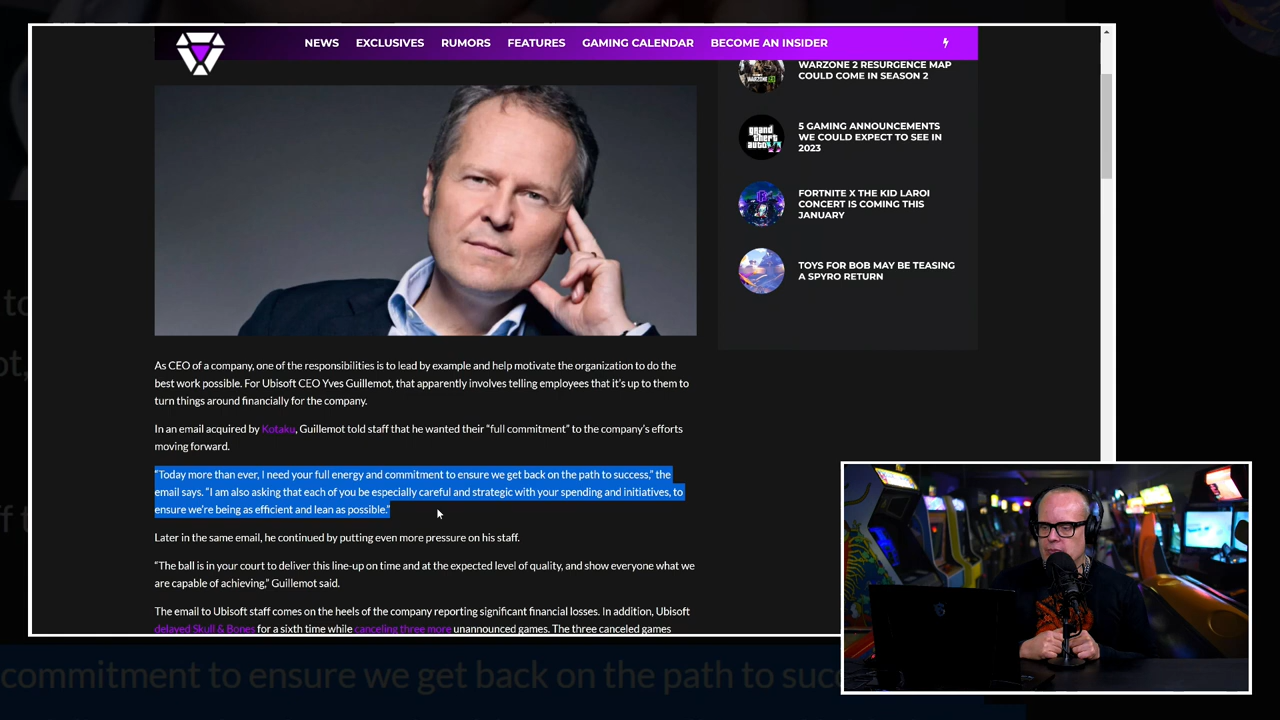 NEWS EXCLUSIVES RUMORS FEATURES GAMING CALENDAR BECOME AN INSIDER
WARZONE 2 RESURGENCE MAP
COULD COME IN SEASON 2
5 GAMING ANNOUNCEMENTS
WE COULD EXPECT TO SEE IN
2023
FORTNITE X THE KID LAROI
CONCERT IS COMING THIS
JANUARY
TOYS FOR BOB MAY BE TEASING
A SPYRO RETURN
As CEO of a company, one of the responsibilities is to lead by example and help motivate the organization to do the
best work possible. For Ubisoft CEO Yves Guillemot, that apparently involves telling employees that it's up to them to
turn things around financially for the company.
In an email acquired by Kotaku, Guillemot told staff that he wanted their "full commitment" to the company's efforts
moving forward.
"Today more than ever, I need your full energy and commitment to ensure we get back on the path to success," the
email says. "I am also asking that each of you be especially careful and strategic with your spending and initiatives, to
ensure we're being as efficient and lean as possible."
Later in the same email, he continued by putting even more pressure on his staff.
"The ball is in your court to deliver this line-up on time and at the expected level of quality, and show everyone what we
are capable of achieving," Guillemot said.
The email to Ubisoft staff comes on the heels of the company reporting significant financial losses. In addition, Ubisoft
delayed Skull & Bones for a sixth time while canceling three more unannounced games. The three canceled games
commitment to ensure we get back on the path to succ